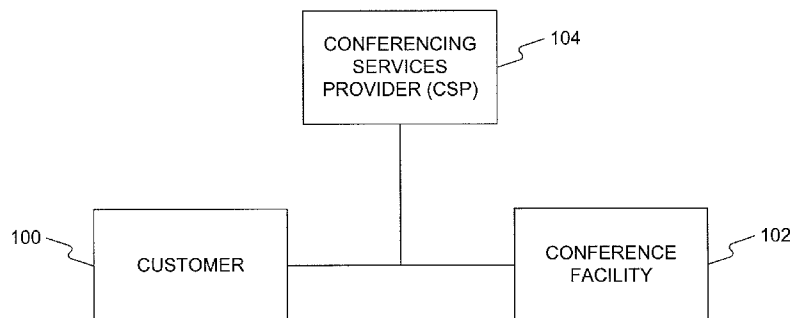 CONFERENCING
SERVICES
PROVIDER (CSP)
104
100
CUSTOMER
CONFERENCE
FACILITY
102